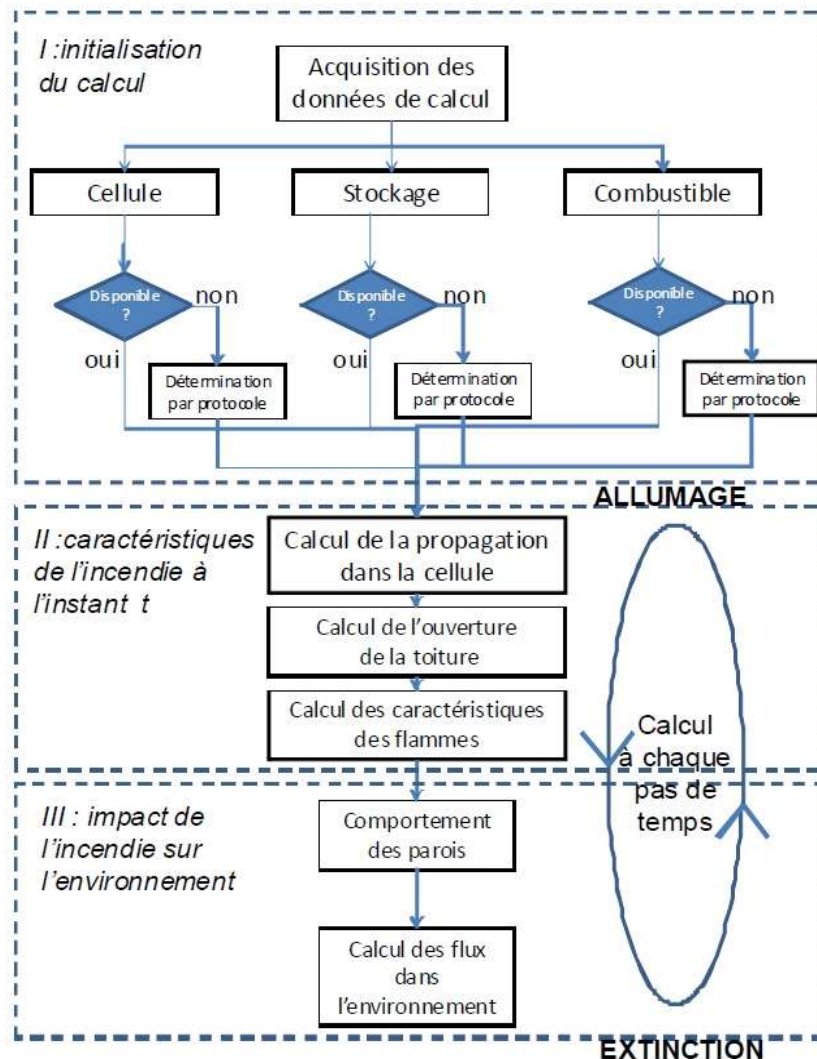 I :initialisation
du calcul
Acquisition des
données de calcul
Cellule
Stockage
Combustible
Disponible
?
non
oui
Détermination
par protocole
Disponible
?
non
oui
Détermination
par protocole
Disponible
?
non
oui
Détermination
par protocole
ALLUMAGE
II :caractéristiques
de l'incendie à
l'instant t
Calcul de la propagation
dans la cellule
Calcul de l'ouverture
de la toiture
Calcul des caractéristiques
des flammes
Calcul
à chaque
pas de
temps
III : impact de
l'incendie sur
l'environnement
Comportement
des parois
Calcul des flux
dans
l'environnement
EXTINCTION